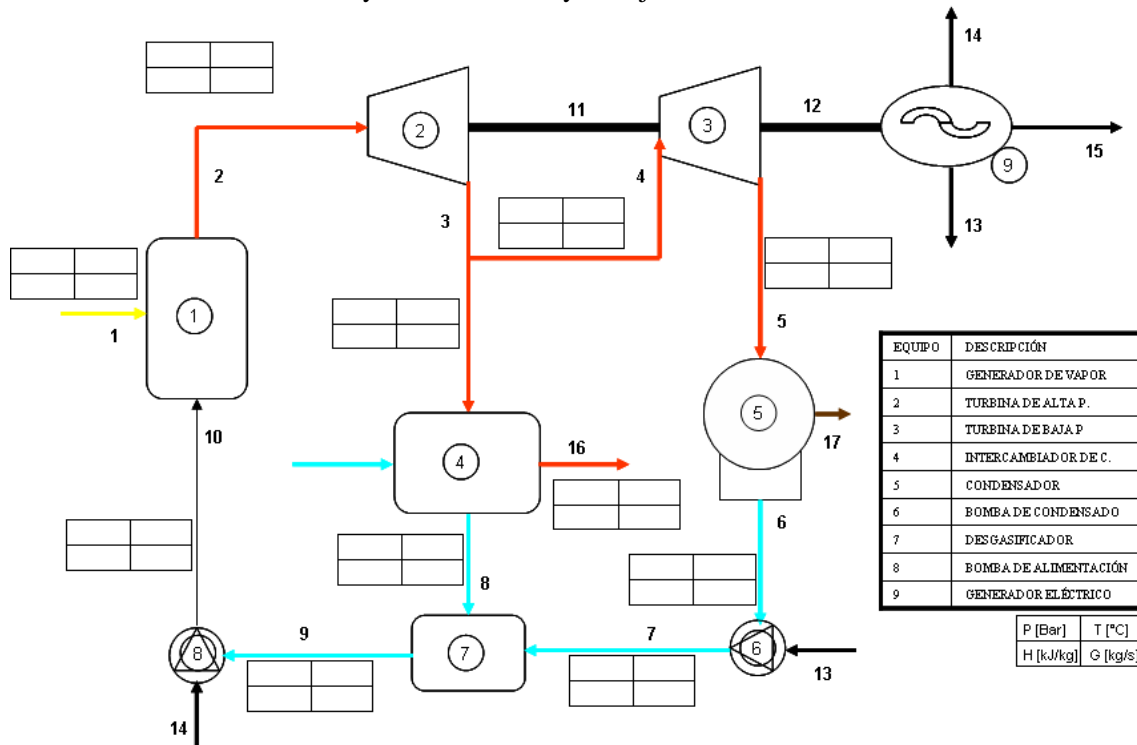 14
2
3
11
12
15
9
2
3
4
13
1
1
5
10
4
16
5
17
6
8
9
7
8
7
6
13
14
EQUIPO DESCRIPCIÓN
1 GENERADOR DE VAPOR
2 TURBINA DE ALTA P.
3 TURBINA DE BAJA P
4 INTERCAMBIADOR DE C.
5 CONDENSADOR
6 BOMBA DE CONDENSADO
7 DESGASIFICADOR
8 BOMBA DE ALIMENTACIÓN
9 GENERADOR ELÉCTRICO
P [Bar] T [°C]
H [kJ/kg] G [kg/s]